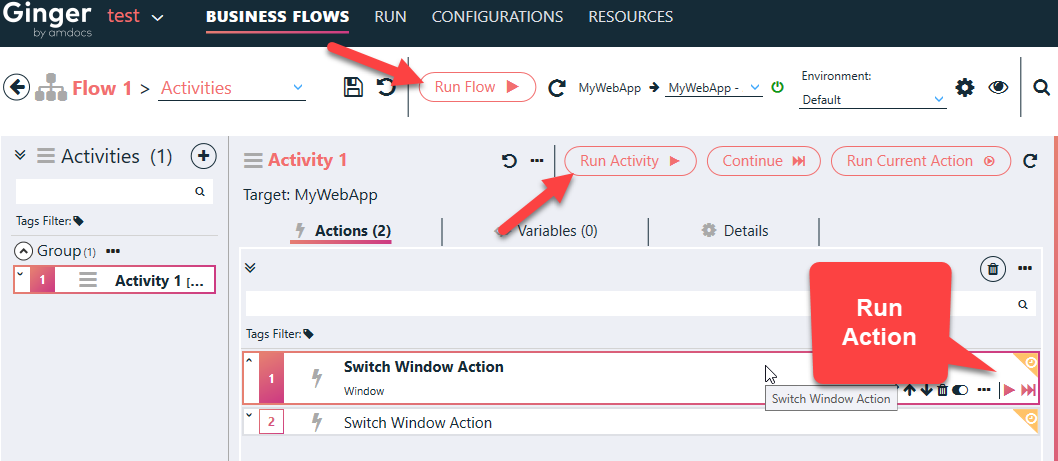 Ginger
by amdocs
test
BUSINESS FLOWS
RUN
CONFIGURATIONS
RESOURCES
Flow 1 > Activities
Run Flow
MyWebApp
MyWebApp -
Environment:
Default
Activities (1)
Tags Filter:
Group (1)
1
Activity 1 [...
Activity 1
Run Activity
Continue
Run Current Action
Target: MyWebApp
Actions (2)
Variables (0)
Details
Tags Filter:
Run
Action
1
Switch Window Action
Window
Switch Window Action
2
Switch Window Action